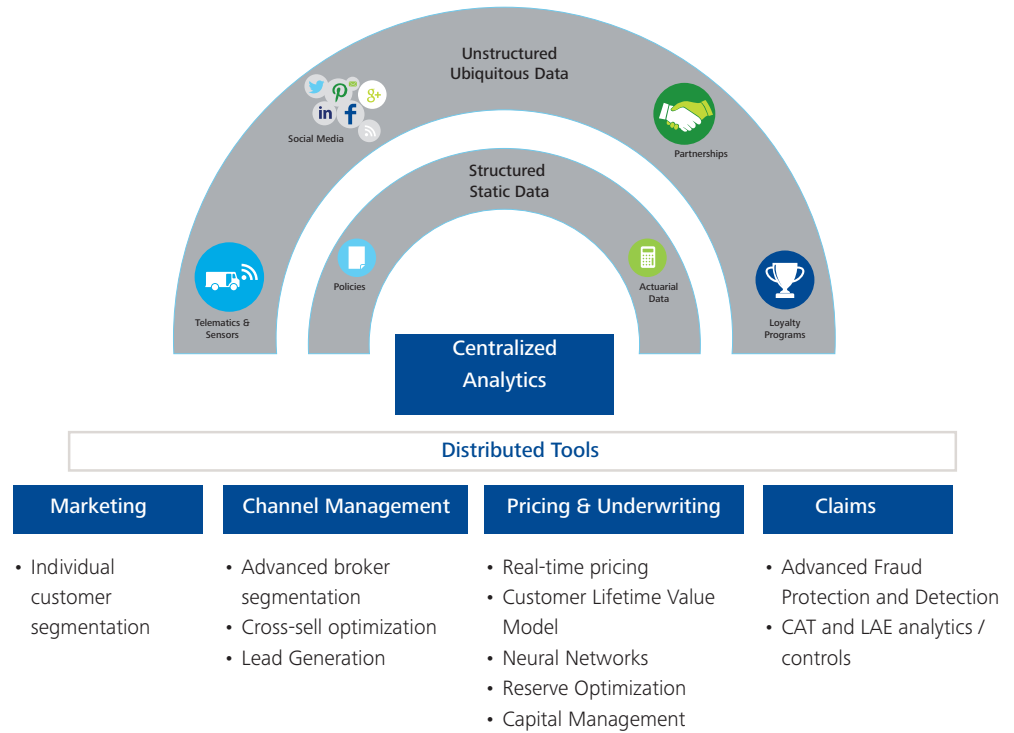 Unstructured
Ubiquitous Data
g+
in
f
Social Media
Partnerships
Structured
Static Data
Policies
Actuarial
Data
Telematics &
Sensors
Loyalty
Programs
Centralized
Analytics
Distributed Tools
Marketing
• Individual
customer
segmentation
Channel Management
• Advanced broker
segmentation
• Cross-sell optimization
• Lead Generation
Pricing & Underwriting
• Real-time pricing
• Customer Lifetime Value
Model
• Neural Networks
• Reserve Optimization
• Capital Management
Claims
• Advanced Fraud
Protection and Detection
• CAT and LAE analytics /
controls